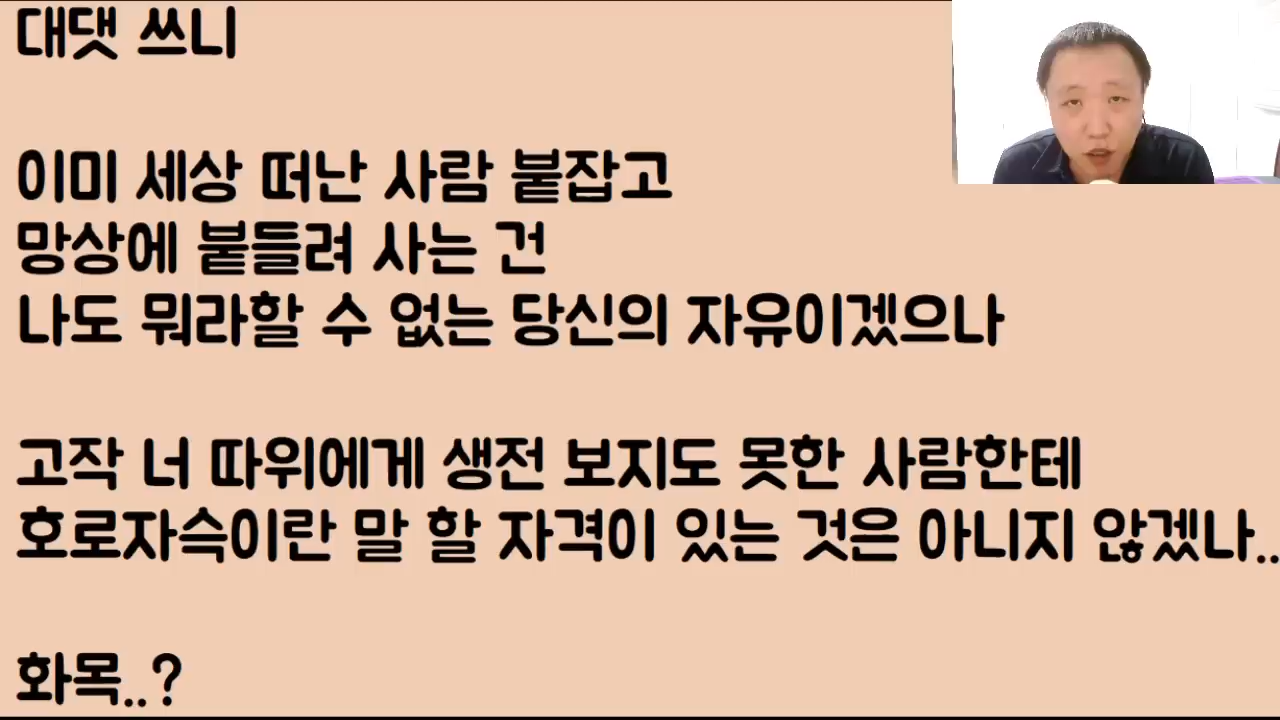 대댓 쓰니
이미 세상 떠난 사람 붙잡고
망상에 붙들려 사는 건
나도 뭐라할 수 없는 당신의 자유이겠으나
고작 너 따위에게 생전 보지도 못한 사람한테
호로자슥이란 말 할 자격이 있는 것은 아니지 않겠나..
화목..?